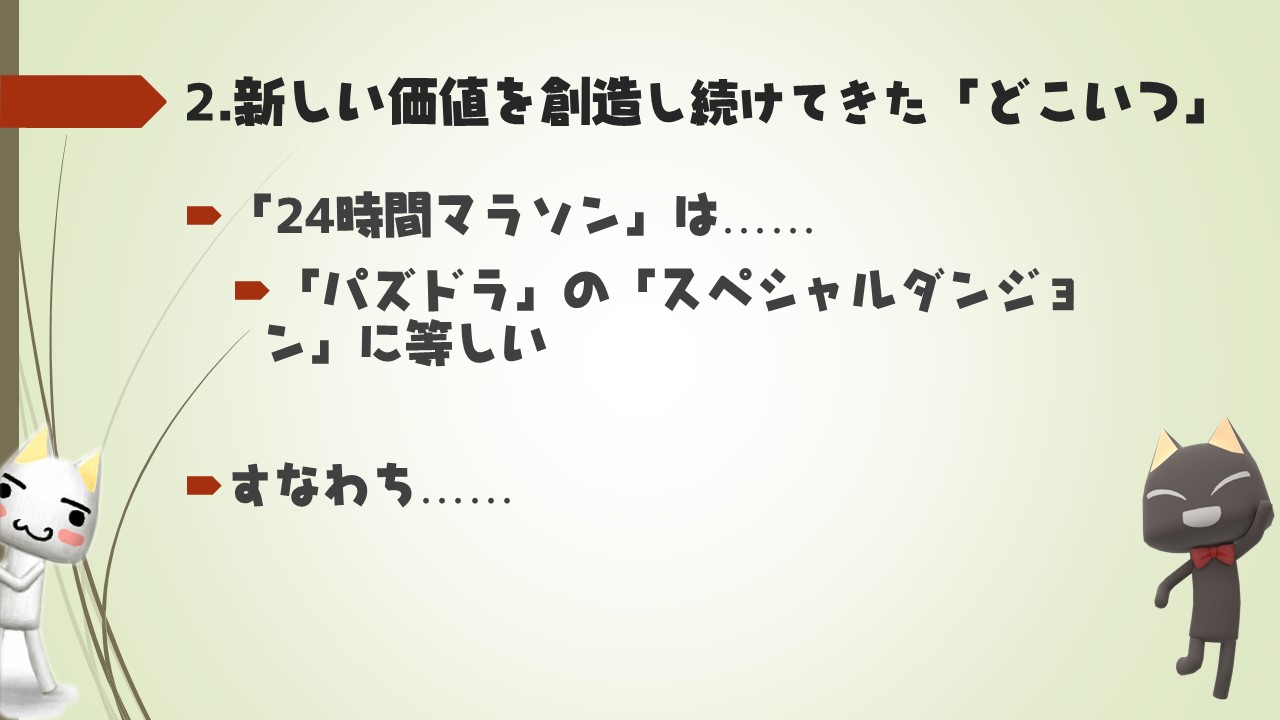 2.新しい価値を創造し続けてきた「どこいつ」
「24時間マラソン」は……
「パズドラ」の「スペシャルダンジョ
ン」に等しい
すなわち……